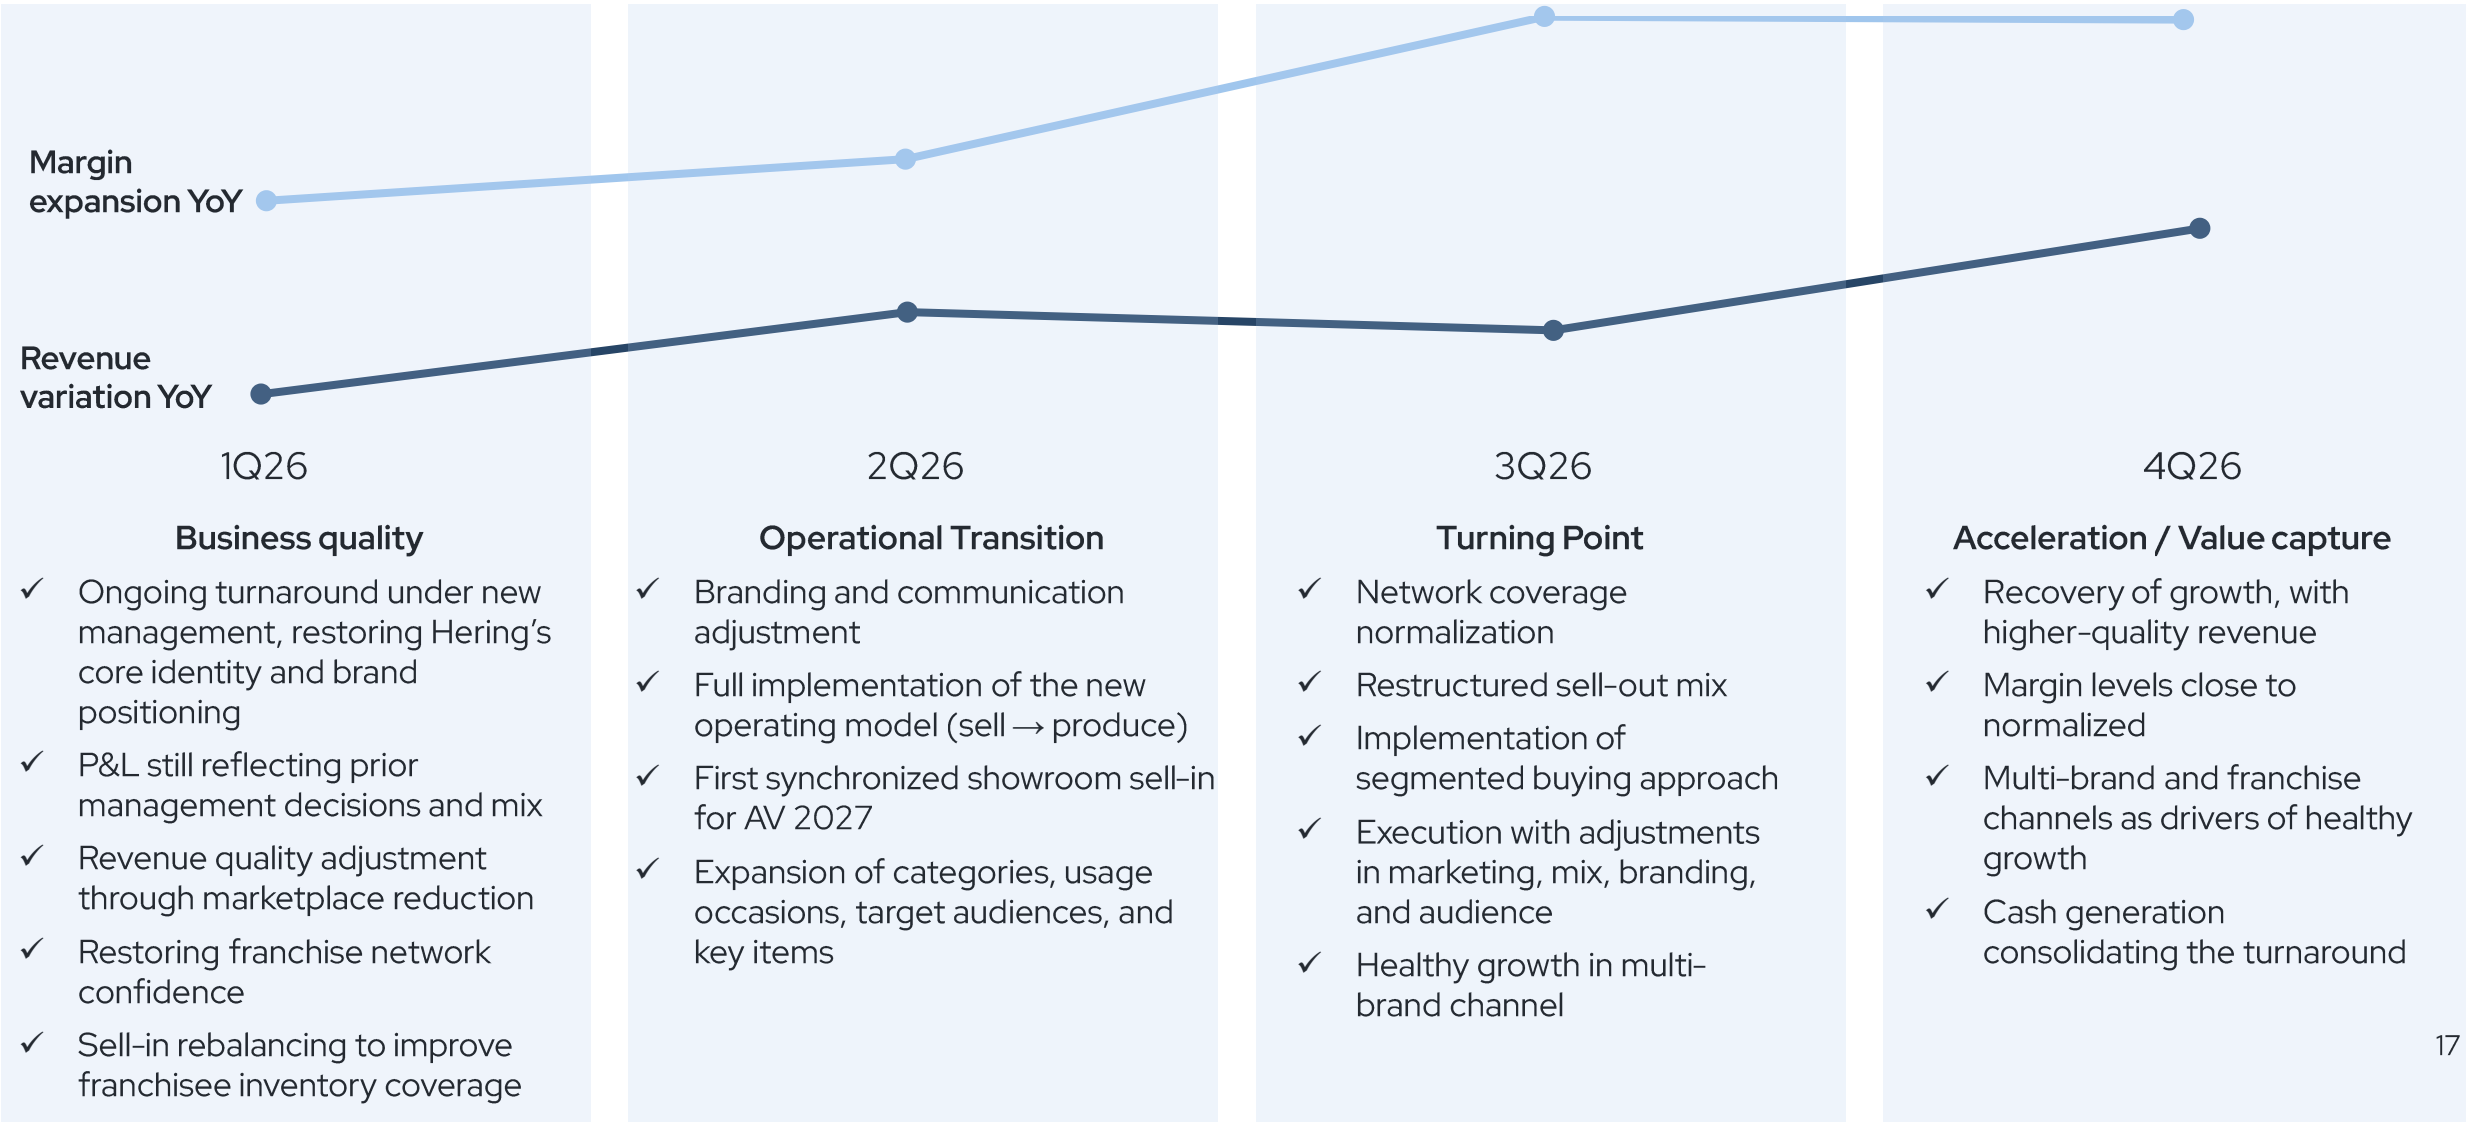 Margin
expansion YoY
Revenue
variation YoY
1Q26
Business quality
✓ Ongoing turnaround under new
management, restoring Hering’s
core identity and brand
positioning
✓ P&L still reflecting prior
management decisions and mix
✓ Revenue quality adjustment
through marketplace reduction
✓ Restoring franchise network
confidence
✓ Sell-in rebalancing to improve
franchisee inventory coverage
2Q26
Operational Transition
✓ Branding and communication
adjustment
✓ Full implementation of the new
operating model (sell → produce)
✓ First synchronized showroom sell-in
for AV 2027
✓ Expansion of categories, usage
occasions, target audiences, and
key items
3Q26
Turning Point
✓ Network coverage
normalization
✓ Restructured sell-out mix
✓ Implementation of
segmented buying approach
✓ Execution with adjustments
in marketing, mix, branding,
and audience
✓ Healthy growth in multi-
brand channel
4Q26
Acceleration / Value capture
✓ Recovery of growth, with
higher-quality revenue
✓ Margin levels close to
normalized
✓ Multi-brand and franchise
channels as drivers of healthy
growth
✓ Cash generation
consolidating the turnaround
17